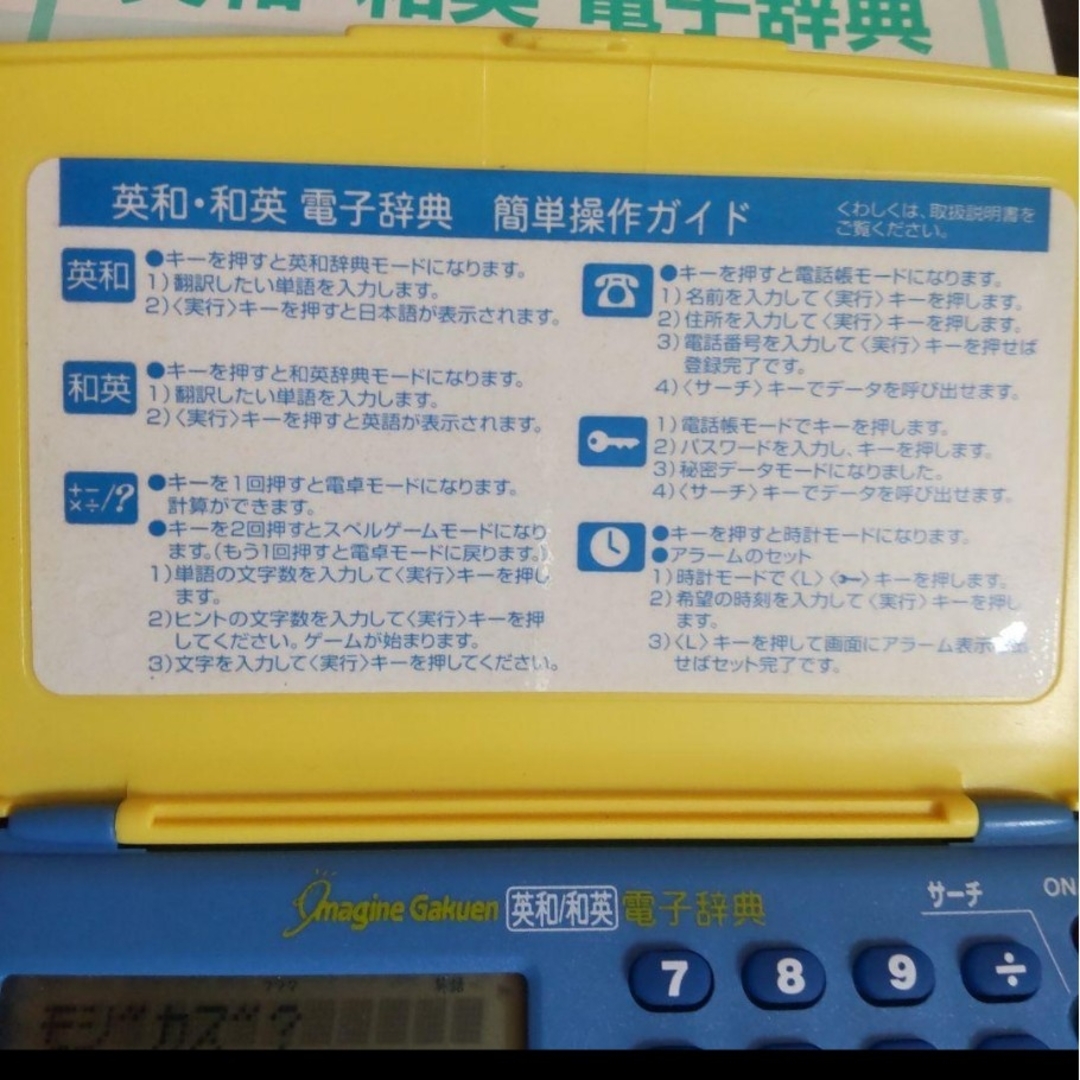 英和・和英 電子辞典
英和・和英 電子辞典 簡単操作ガイド
くわしくは、取扱説明書を
ご覧ください。
英和
●キーを押すと英和辞典モードになります。
1)翻訳したい単語を入力します。
2)〈実行〉キーを押すと日本語が表示されます。
和英
●キーを押すと和英辞典モードになります。
1)翻訳したい単語を入力します。
2)〈実行〉キーを押すと英語が表示されます。
+−
×÷/?
●キーを1回押すと電卓モードになります。
計算ができます。
●キーを2回押すとスペルゲームモードになり
ます。(もう1回押すと電卓モードに戻ります。)
1)単語の文字数を入力して〈実行〉キーを押し
ます。
2)ヒントの文字数を入力して〈実行〉キーを押
してください。ゲームが始まります。
3)文字を入力して〈実行〉キーを押してください。
●キーを押すと電話帳モードになります。
1)名前を入力して〈実行〉キーを押します。
2)住所を入力して〈実行〉キーを押します。
3)電話番号を入力して〈実行〉キーを押せば
登録完了です。
4)〈サーチ〉キーでデータを呼び出せます。
1)電話帳モードでキーを押します。
2)パスワードを入力し、キーを押します。
3)秘密データモードになりました。
4)〈サーチ〉キーでデータを呼び出せます。
●キーを押すと時計モードになります。
●アラームのセット
1)時計モードで〈L〉〈〉キーを押します。
2)希望の時刻を入力して〈実行〉キーを押し
ます。
3)〈L〉キーを押して画面にアラーム表示
せばセット完了です。
Imagine Gakuen 英和/和英 電子辞典
サーチ
ON
7 8 9 ÷
???
英語
モジ カズ ?